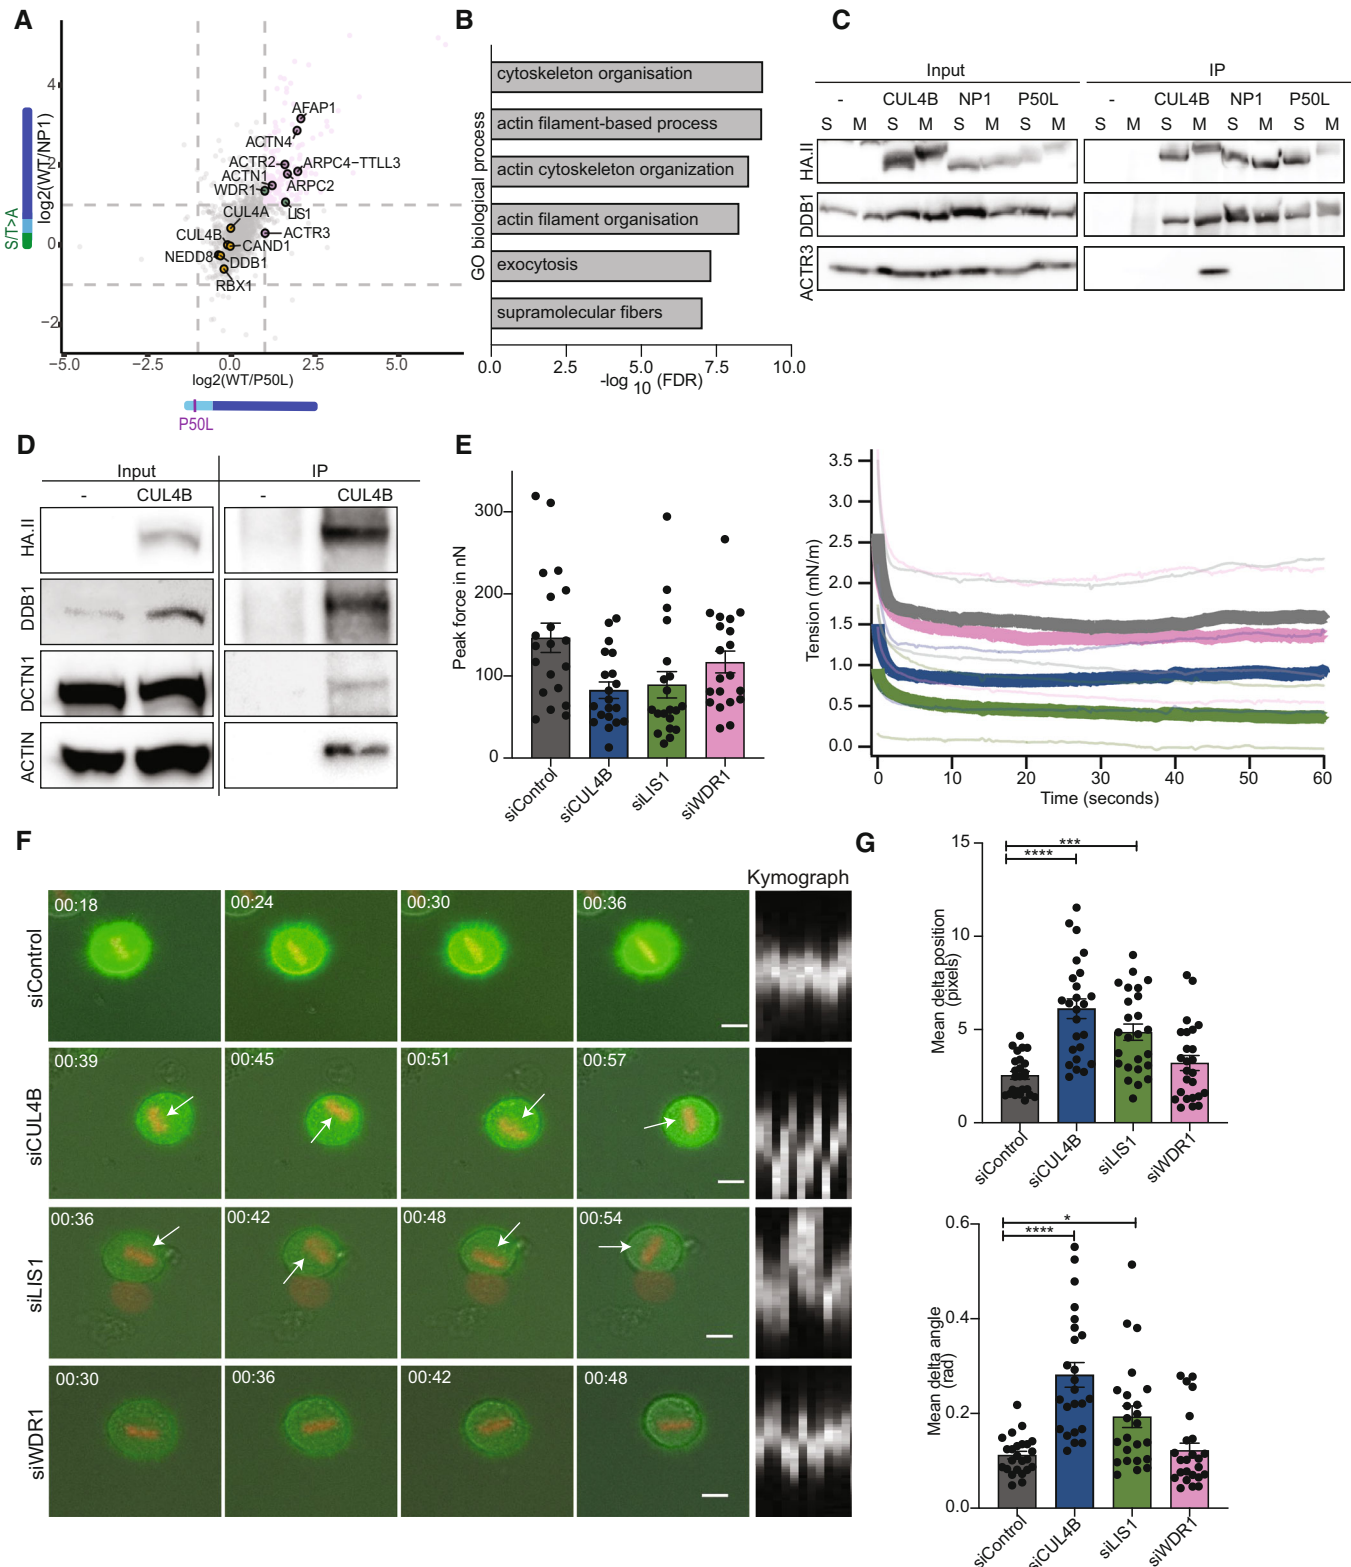 A
log2(WT/NP1)
S/T>A
4
2
0
−2
AFAP1
ACTN4
ACTR2
ARPC4−TTLL3
ACTN1
ARPC2
WDR1
LIS1
CUL4A
ACTR3
CUL4B
CAND1
NEDD8
DDB1
RBX1
−5.0
−2.5
0.0
2.5
5.0
log2(WT/P50L)
P50L
B
GO biological process
cytoskeleton organisation
actin filament-based process
actin cytoskeleton organization
actin filament organisation
exocytosis
supramolecular fibers
0.0
2.5
5.0
7.5
10.0
-log 10 (FDR)
C
Input
IP
- CUL4B NP1 P50L
- CUL4B NP1 P50L
S M S M S M S M
S M S M S M S M
HA.II
DDB1
ACTR3
D
Input
IP
- CUL4B
- CUL4B
HA.II
DDB1
DCTN1
ACTIN
E
Peak force in nN
300
200
100
0
siControl
siCUL4B
siLIS1
siWDR1
Tension (mN/m)
3.5
3.0
2.5
2.0
1.5
1.0
0.5
0.0
0
10
20
30
40
50
60
Time (seconds)
F
Kymograph
siControl
00:18
00:24
00:30
00:36
siCUL4B
00:39
00:45
00:51
00:57
siLIS1
00:36
00:42
00:48
00:54
siWDR1
00:30
00:36
00:42
00:48
G
Mean delta position
(pixels)
15
10
5
0
***
****
siControl
siCUL4B
siLIS1
siWDR1
Mean delta angle
(rad)
0.6
0.4
0.2
0.0
*
****
siControl
siCUL4B
siLIS1
siWDR1